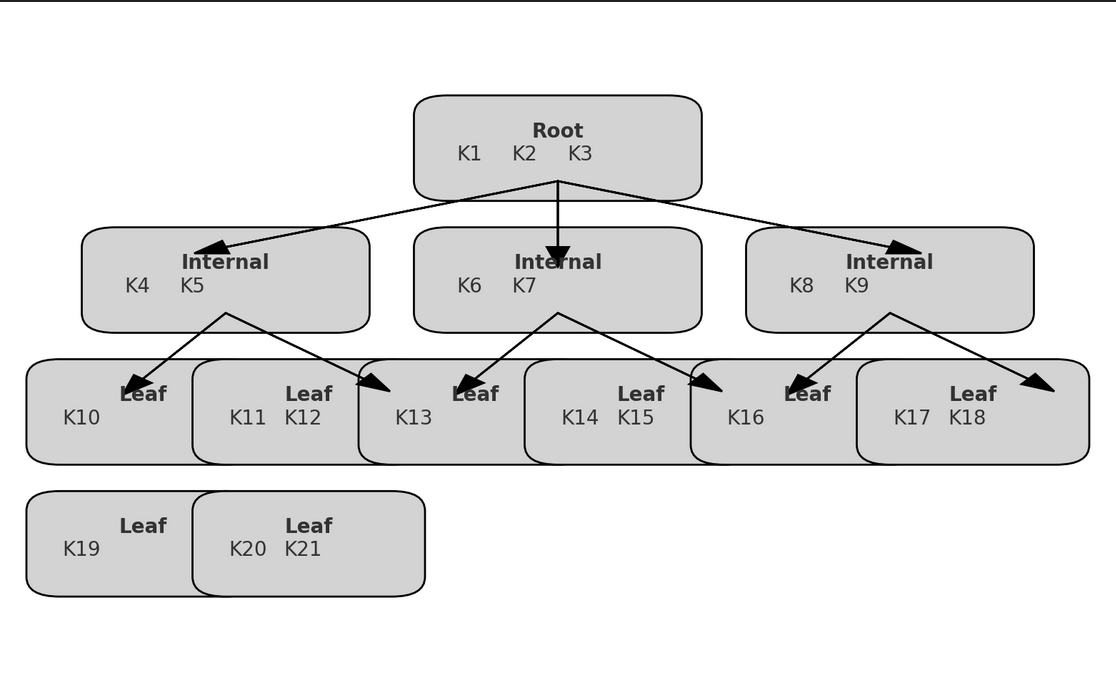 Root
K1 K2 K3
Internal Internal Internal
K4 K5 K6 K7 K8 K9
Leaf Leaf Leaf Leaf Leaf Leaf
K10 K11 K12 K13 K14 K15 K16 K17 K18
Leaf Leaf
K19 K20 K21